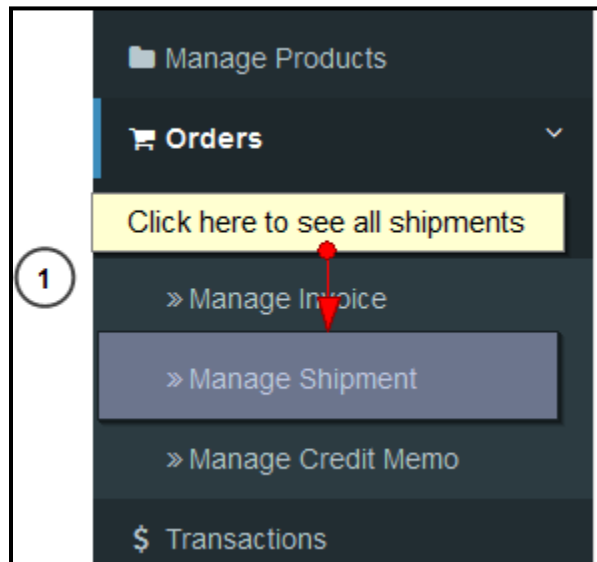 Manage Products
Orders
Click here to see all shipments
1
» Manage Invoice
» Manage Shipment
» Manage Credit Memo
$ Transactions